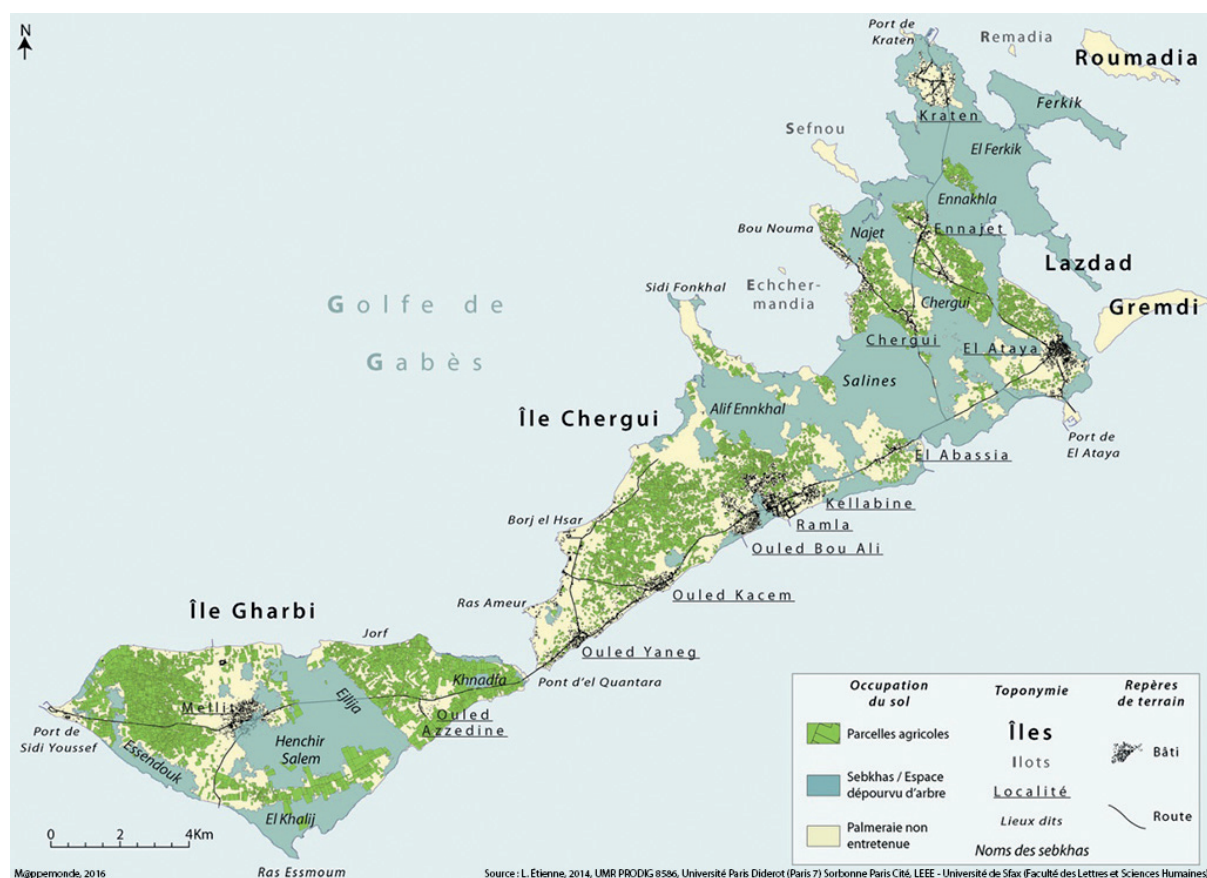 N
Port de
Kraten
Remadia
Roumadia
Ferkik
Kraten
Sefnou
El Ferkik
Ennakhla
Bou Nouma
Najet
Ennajet
Lazdad
Echcher-
mandia
Sidi Fonkhal
Chergui
Gremdi
Golfe de
Gabès
Chergui
El Ataya
Salines
Île Chergui
Alif Ennkhal
Port de
El Ataya
El Abassia
Kellabine
Borj el Hsar
Ramla
Ouled Bou Ali
Ouled Kacem
Ras Ameur
Île Gharbi
Jorf
Ouled Yaneg
Khnadfa
Pont d'el Quantara
Mellita
Ejlija
Ouled
Azzedine
Port de
Sidi Youssef
Essendouk
Henchir
Salem
El Khalij
Ras Essmoum
0 2 4Km
Occupation
du sol
Parcelles agricoles
Sebkhas / Espace
dépourvu d'arbre
Palmeraie non
entretenue
Toponymie
Îles
Ilots
Localité
Lieux dits
Noms des sebkhas
Repères
de terrain
Bâti
Route
M@ppemonde, 2016
Source : L. Étienne, 2014, UMR PRODIG 8586, Université Paris Diderot (Paris 7) Sorbonne Paris Cité, LEEE - Université de Sfax (Faculté des Lettres et Sciences Humaines)